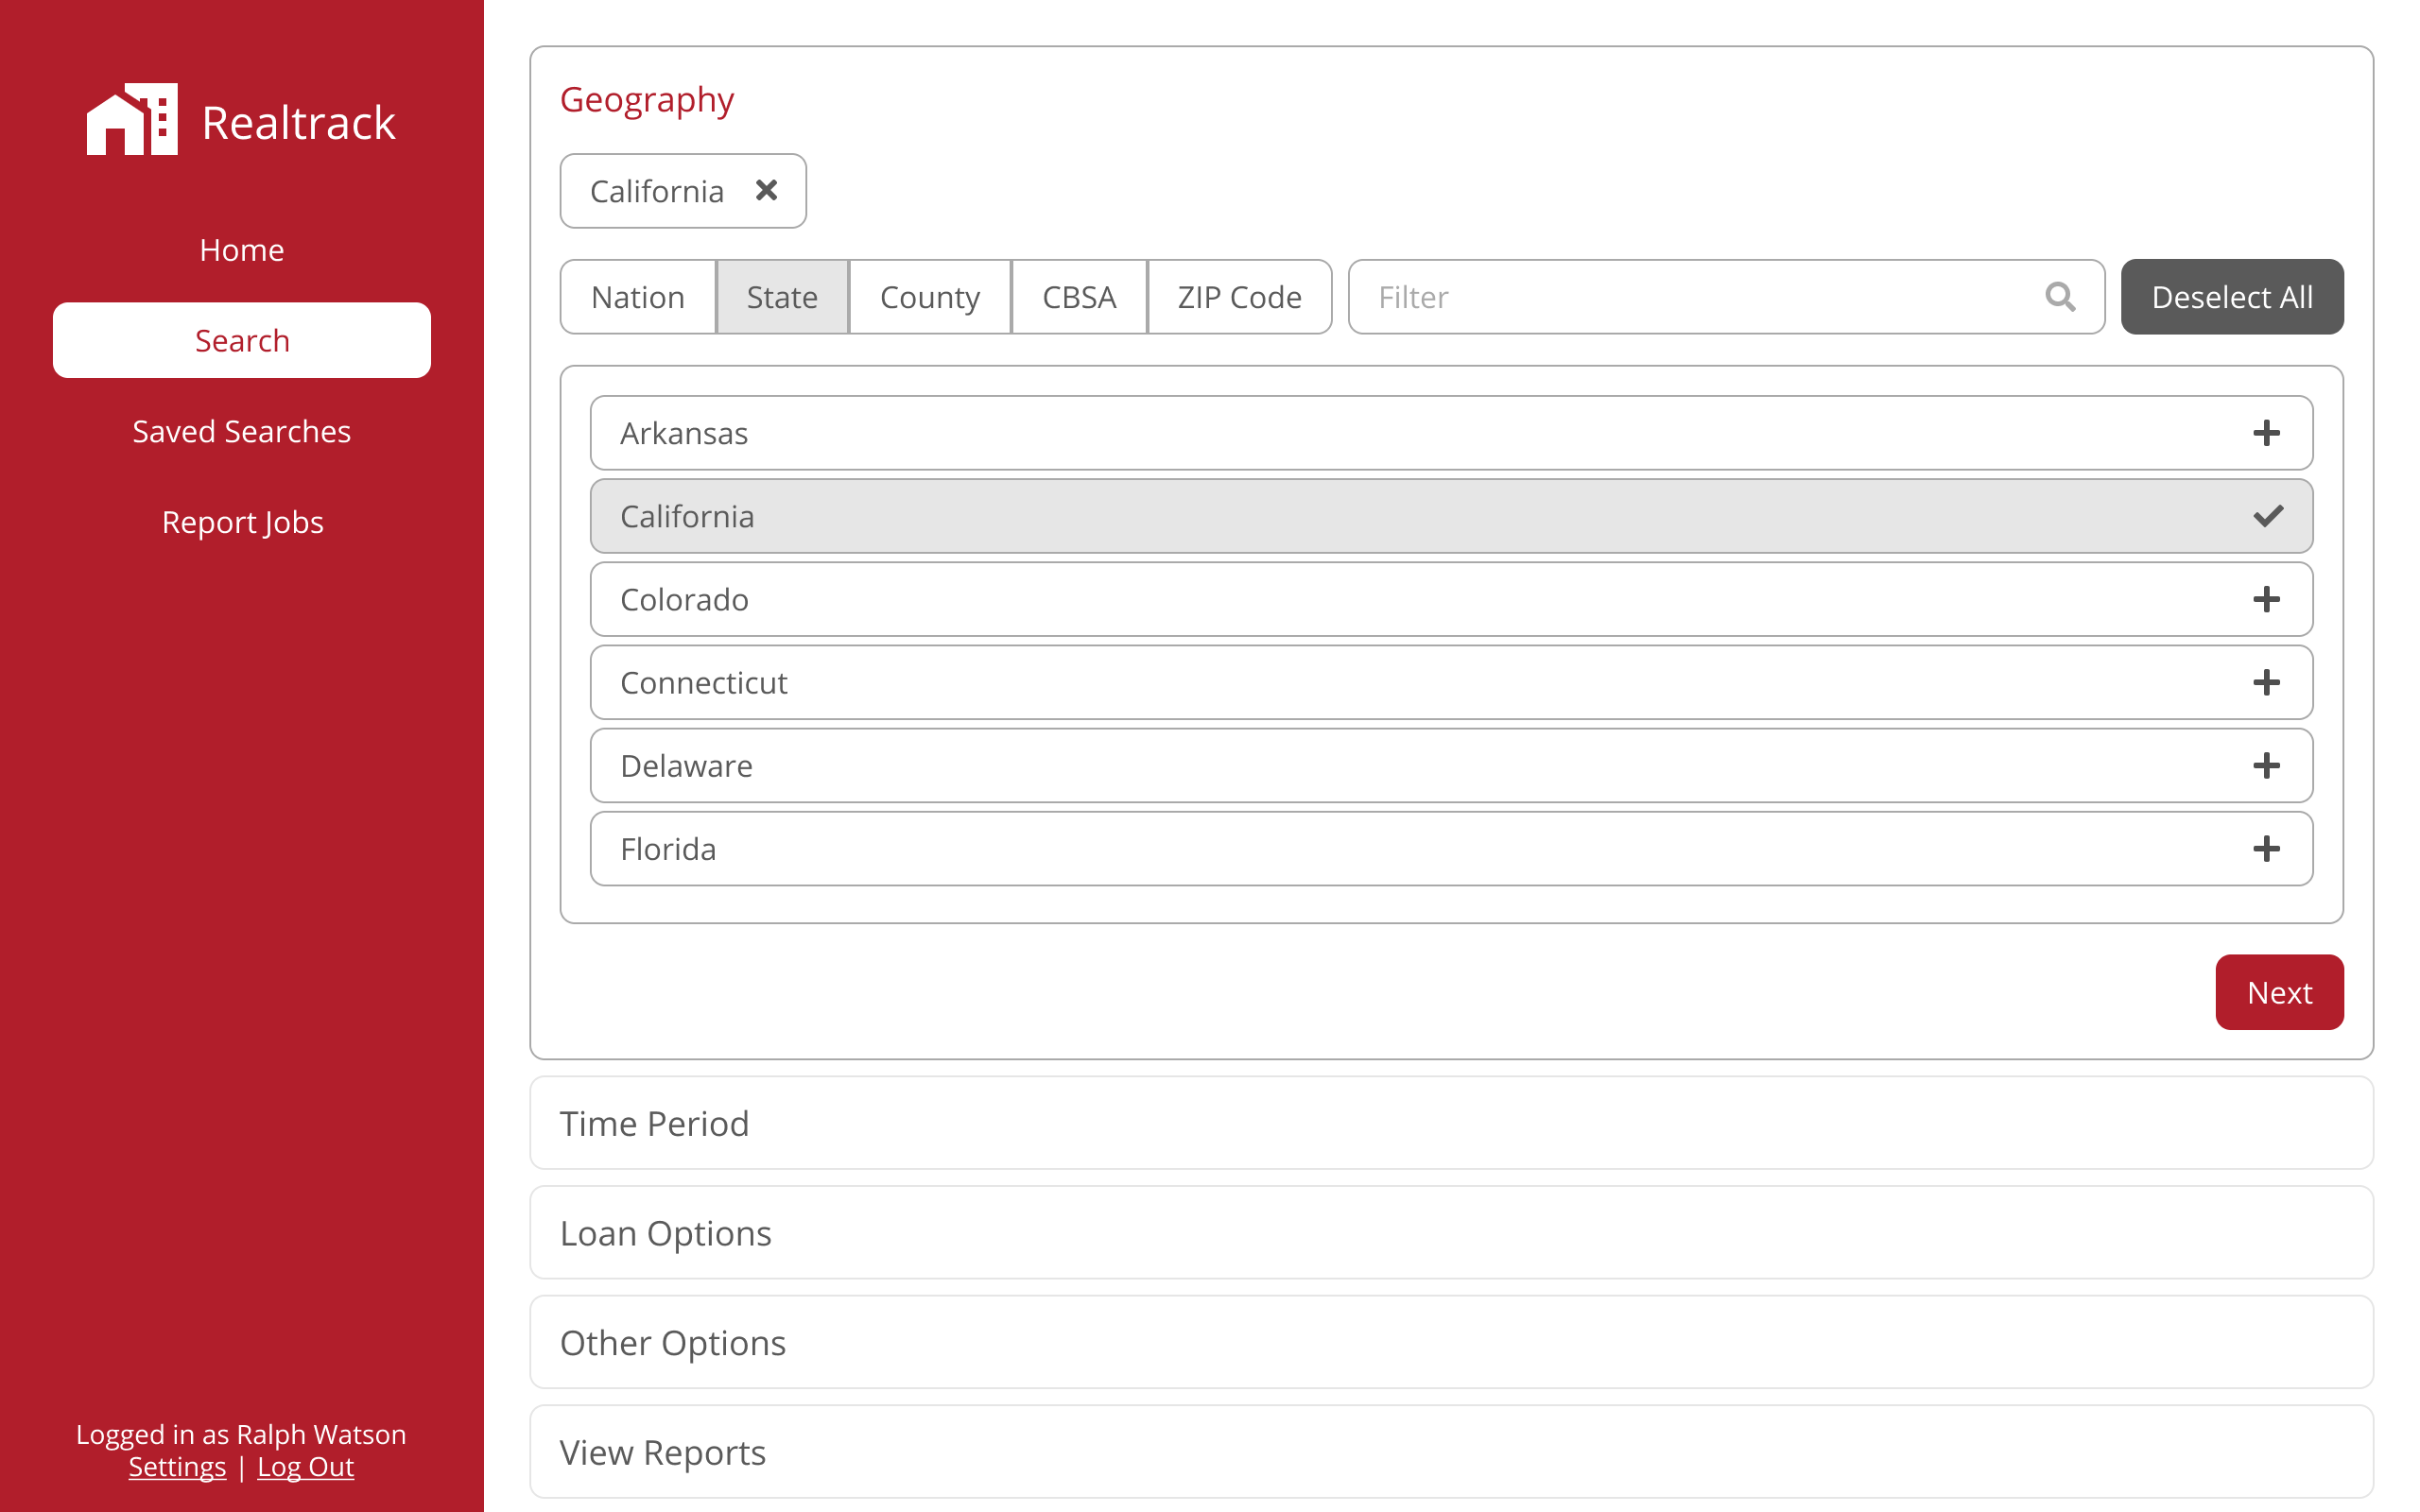 Realtrack
Home
Search
Saved Searches
Report Jobs
Logged in as Ralph Watson
Settings | Log Out
Geography
California
Nation State County CBSA ZIP Code Filter Deselect All
Arkansas
California
Colorado
Connecticut
Delaware
Florida
Next
Time Period
Loan Options
Other Options
View Reports